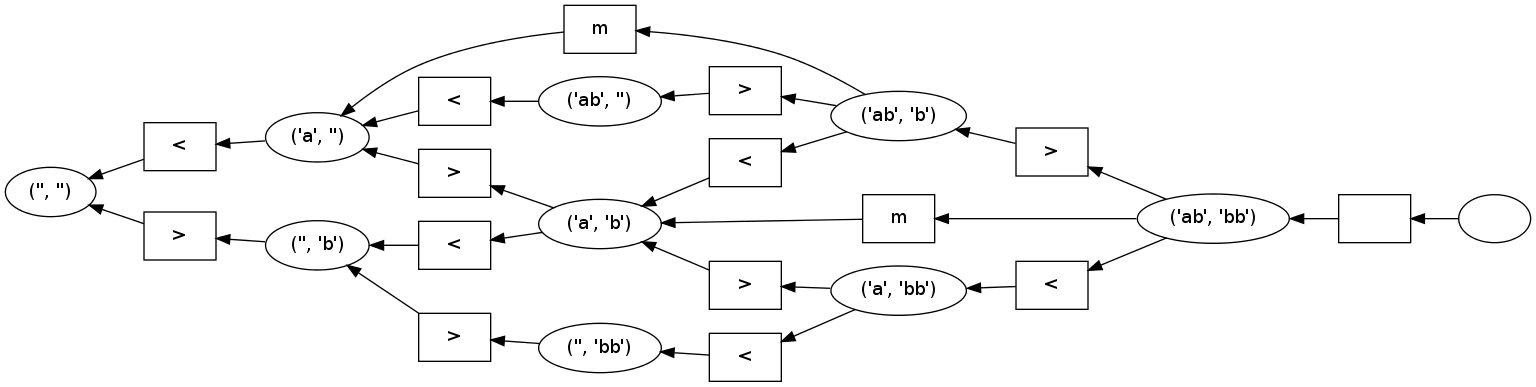 m
<
('ab', '')
>
('ab', 'b')
<
('a', '')
<
>
>
('', '')
('a', 'b')
m
('ab', 'bb')
>
('', 'b')
<
>
('a', 'bb')
<
>
('', 'bb')
<